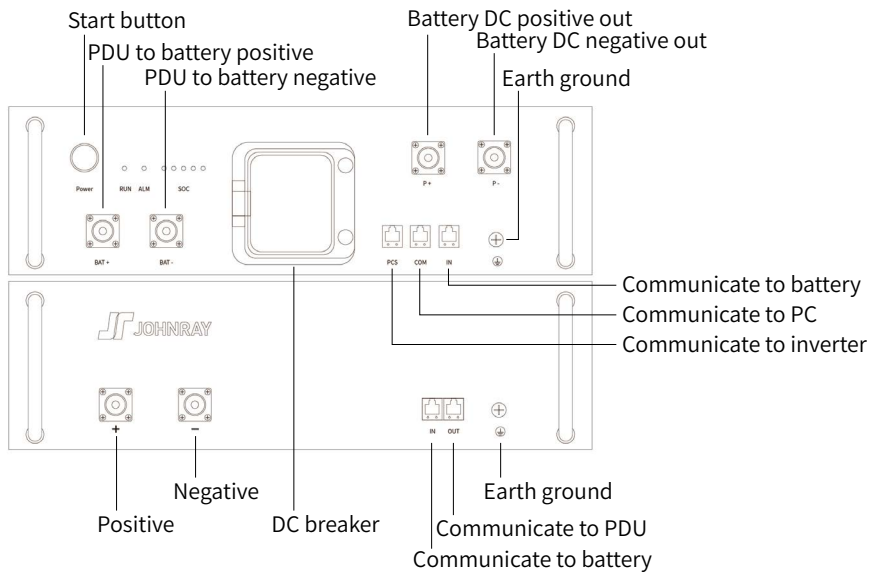 Start button
Battery DC positive out
PDU to battery positive
Battery DC negative out
PDU to battery negative
Earth ground
Power
RUN
ALM
SOC
P+
P-
BAT+
BAT-
PCS
COM
IN
Communicate to battery
Communicate to PC
Communicate to inverter
JOHNRAY
+
−
IN
OUT
Negative
Earth ground
Positive
DC breaker
Communicate to PDU
Communicate to battery